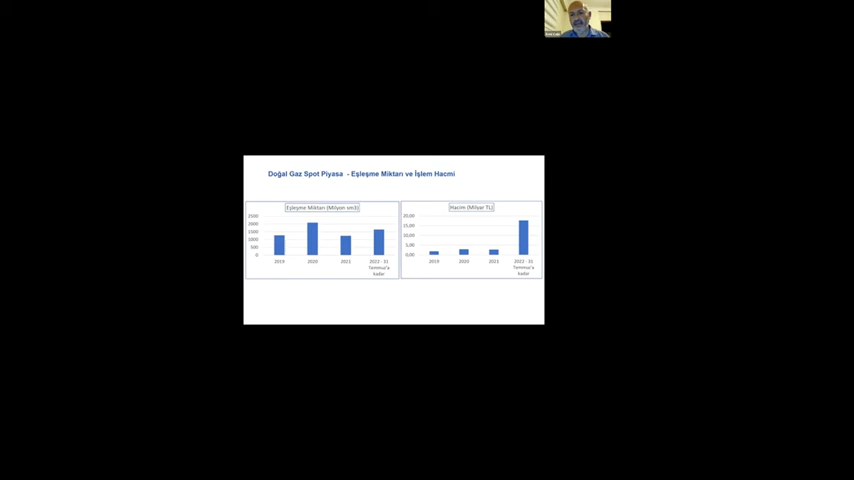 Doğal Gaz Spot Piyasa - Eşleşme Miktarı ve İşlem Hacmi
Eşleşme Miktarı (Milyon sm3)
2500
2000
1500
1000
500
0
2019
2020
2021
2022 - 31
Temmuz'a
kadar
Hacim (Milyar TL)
20,00
15,00
10,00
5,00
0,00
2019
2020
2021
2022 - 31
Temmuz'a
kadar